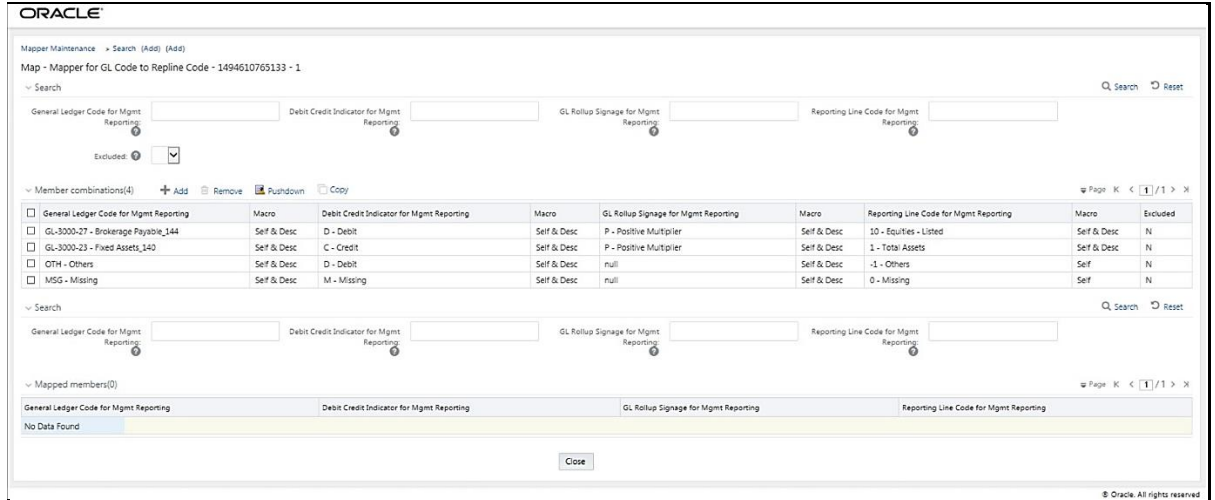 ORACLE
Mapper Maintenance > Search (Add) (Add)
Map - Mapper for GL Code to Repline Code - 1494610765133 - 1
Search
Search Reset
General Ledger Code for Mgmt Reporting: Debit Credit Indicator for Mgmt Reporting: GL Rollup Signage for Mgmt Reporting: Reporting Line Code for Mgmt Reporting:
Excluded:
Member combinations(4) Add Remove Pushdown Copy Page 1 / 1
General Ledger Code for Mgmt Reporting Macro Debit Credit Indicator for Mgmt Reporting Macro GL Rollup Signage for Mgmt Reporting Macro Reporting Line Code for Mgmt Reporting Macro Excluded
GL-3000-27 - Brokerage Payable_144 Self & Desc D - Debit Self & Desc P - Positive Multiplier Self & Desc 10 - Equities - Listed Self & Desc N
GL-3000-23 - Fixed Assets_140 Self & Desc C - Credit Self & Desc P - Positive Multiplier Self & Desc 1 - Total Assets Self & Desc N
OTH - Others Self & Desc D - Debit Self & Desc null Self & Desc -1 - Others Self N
MSG - Missing Self & Desc M - Missing Self & Desc null Self & Desc 0 - Missing Self N
Search
Search Reset
General Ledger Code for Mgmt Reporting: Debit Credit Indicator for Mgmt Reporting: GL Rollup Signage for Mgmt Reporting: Reporting Line Code for Mgmt Reporting:
Mapped members(0) Page 1 / 1
General Ledger Code for Mgmt Reporting Debit Credit Indicator for Mgmt Reporting GL Rollup Signage for Mgmt Reporting Reporting Line Code for Mgmt Reporting
No Data Found
Close
© Oracle. All rights reserved